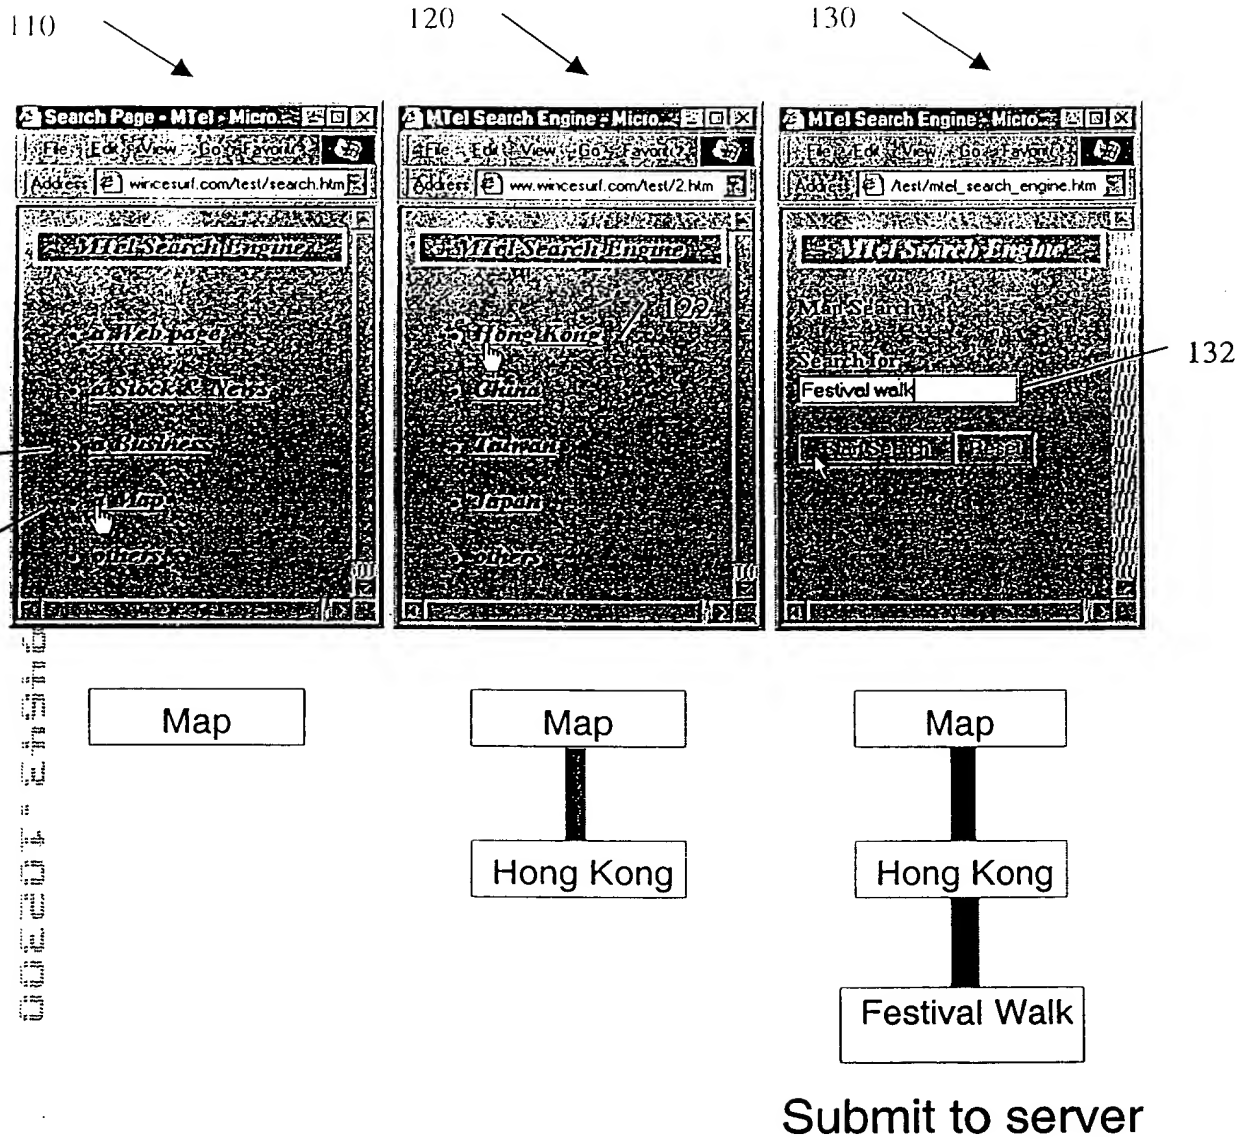 110
120
130
Search Page - MTel - Micro...
File Edit View Go Favorit
Address wincesurf.com/test/search.htm
MTel Search Engine
a Web page
a Stock & News
a Business
a Map
others
MTel Search Engine - Micro...
File Edit View Go Favorit
Address ww.wincesurf.com/test/2.htm
MTel Search Engine
122
Hong Kong
China
Taiwan
Japan
others
MTel Search Engine - Micro...
File Edit View Go Favorit
Address /test/mtel_search_engine.htm
MTel Search Engine
Map Search
Search for:
132
Festival walk
Start Search Reset
Map
Map
Hong Kong
Map
Hong Kong
Festival Walk
Submit to server